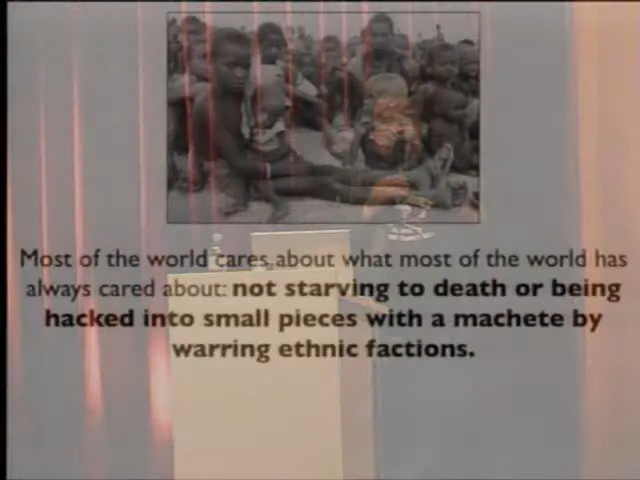 Most of the world cares about what most of the world has
always cared about: not starving to death or being
hacked into small pieces with a machete by
warring ethnic factions.